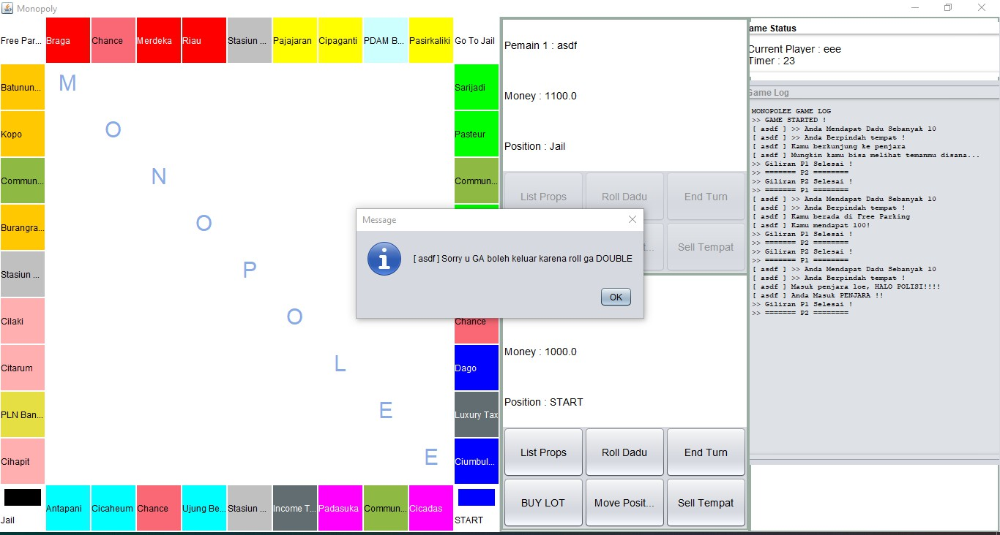 Monopoly
Free Par...
Braga
Chance
Merdeka
Riau
Stasiun ...
Pajajaran
Cipaganti
PDAM B...
Pasirkaliki
Go To Jail
Batunun...
Kopo
Commun...
Burangra...
Stasiun ...
Cilaki
Citarum
PLN Ban...
Cihapit
M
O
N
O
P
O
L
E
E
Sarijadi
Pasteur
Commun...
Chance
Dago
Luxury Tax
Ciumbul...
Jail
Antapani
Cicaheum
Chance
Ujung Be...
Stasiun ...
Income T...
Padasuka
Commun...
Cicadas
START
Pemain 1 : asdf
Money : 1100.0
Position : Jail
List Props
Roll Dadu
End Turn
t...
Sell Tempat
Message
[ asdf ] Sorry u GA boleh keluar karena roll ga DOUBLE
OK
Money : 1000.0
Position : START
List Props
Roll Dadu
End Turn
BUY LOT
Move Posit...
Sell Tempat
ame Status
Current Player : eee
Timer : 23
Game Log
MONOPOLEE GAME LOG
>> GAME STARTED !
[ asdf ] >> Anda Mendapat Dadu Sebanyak 10
[ asdf ] >> Anda Berpindah tempat !
[ asdf ] Kamu berkunjung ke penjara
[ asdf ] Mungkin kamu bisa melihat temanmu disana...
>> Giliran P1 Selesai !
>> ======= P2 ========
>> Giliran P2 Selesai !
>> ======= P1 ========
[ asdf ] >> Anda Mendapat Dadu Sebanyak 10
[ asdf ] >> Anda Berpindah tempat !
[ asdf ] Kamu berada di Free Parking
[ asdf ] Kamu mendapat 100!
>> Giliran P1 Selesai !
>> ======= P2 ========
>> Giliran P2 Selesai !
>> ======= P1 ========
[ asdf ] >> Anda Mendapat Dadu Sebanyak 10
[ asdf ] >> Anda Berpindah tempat !
[ asdf ] Masuk penjara loe, HALO POLISI!!!!
[ asdf ] Anda Masuk PENJARA !!
>> Giliran P1 Selesai !
>> ======= P2 ========